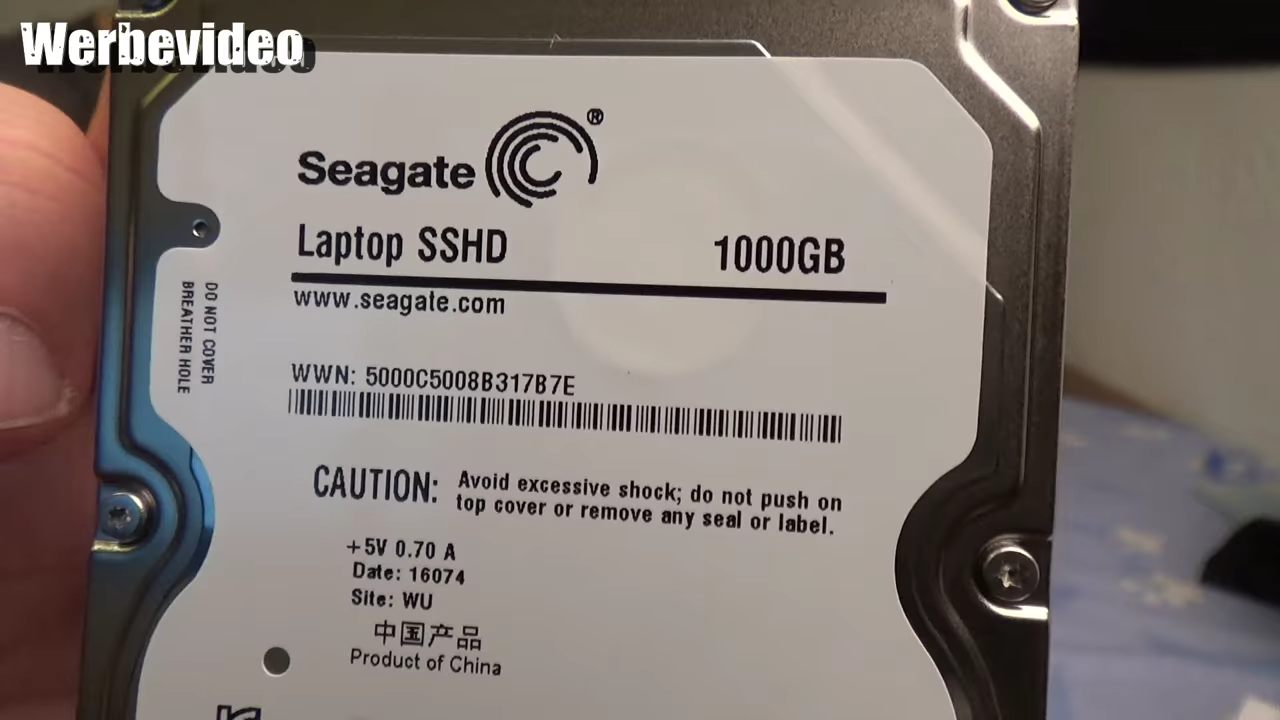 Werbevideo
Seagate®
Laptop SSHD 1000GB
www.seagate.com
DO NOT COVER
BREATHER HOLE
WWN: 5000C5008B317B7E
CAUTION: Avoid excessive shock; do not push on
top cover or remove any seal or label.
+5V 0.70 A
Date: 16074
Site: WU
中国产品
Product of China